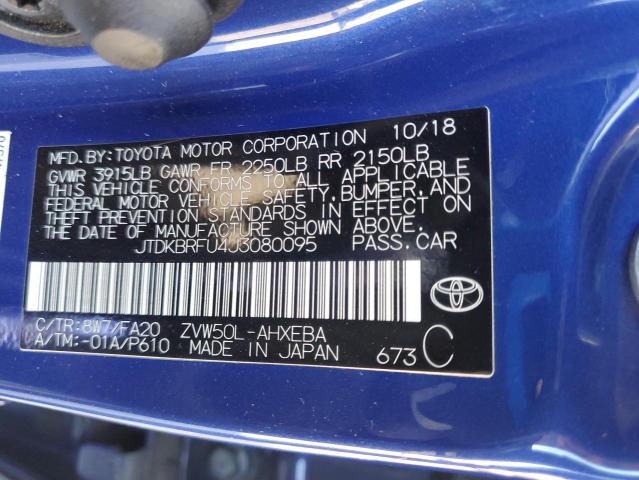 MFD.BY:TOYOTA MOTOR CORPORATION 10/18
GVWR 3915LB GAWR FR 2250LB RR 2150LB
THIS VEHICLE CONFORMS TO ALL APPLICABLE
FEDERAL MOTOR VEHICLE SAFETY,BUMPER,AND
THEFT PREVENTION STANDARDS IN EFFECT ON
THE DATE OF MANUFACTURE SHOWN ABOVE.
JTDKBRFU4J3080095 PASS.CAR
C/TR:8W7/FA20 ZVW50L-AHXEBA
A/TM:-01A/P610 MADE IN JAPAN 673 C